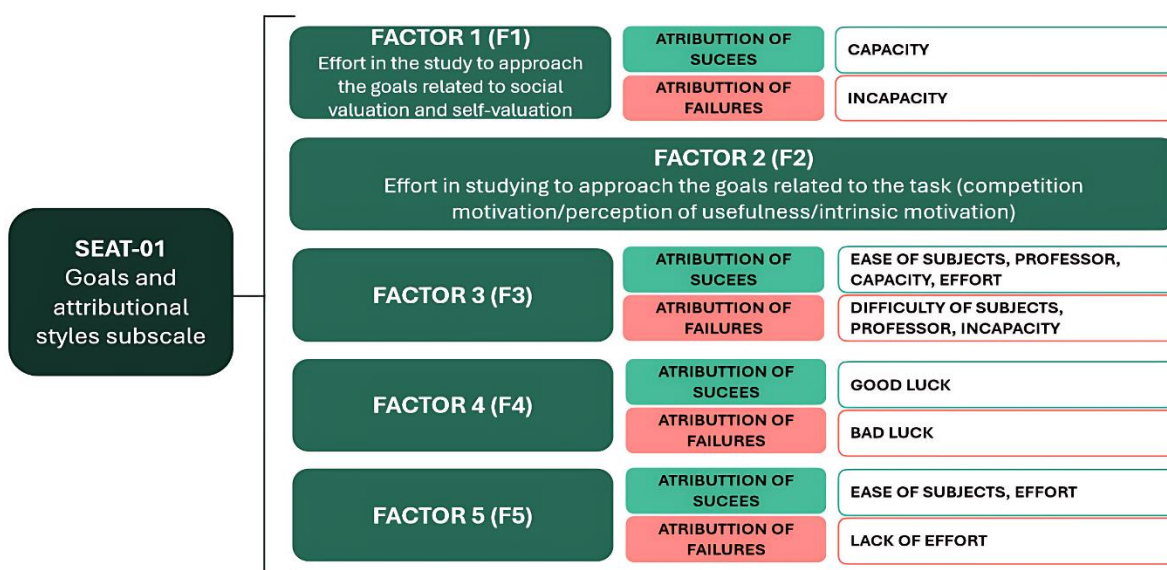 SEAT-01
Goals and
attributional
styles subscale
FACTOR 1 (F1)
Effort in the study to approach
the goals related to social
valuation and self-valuation
ATRIBUTTION OF
SUCEES
CAPACITY
ATRIBUTTION OF
FAILURES
INCAPACITY
FACTOR 2 (F2)
Effort in studying to approach the goals related to the task (competition
motivation/perception of usefulness/intrinsic motivation)
FACTOR 3 (F3)
ATRIBUTTION OF
SUCEES
EASE OF SUBJECTS, PROFESSOR,
CAPACITY, EFFORT
ATRIBUTTION OF
FAILURES
DIFFICULTY OF SUBJECTS,
PROFESSOR, INCAPACITY
FACTOR 4 (F4)
ATRIBUTTION OF
SUCEES
GOOD LUCK
ATRIBUTTION OF
FAILURES
BAD LUCK
FACTOR 5 (F5)
ATRIBUTTION OF
SUCEES
EASE OF SUBJECTS, EFFORT
ATRIBUTTION OF
FAILURES
LACK OF EFFORT